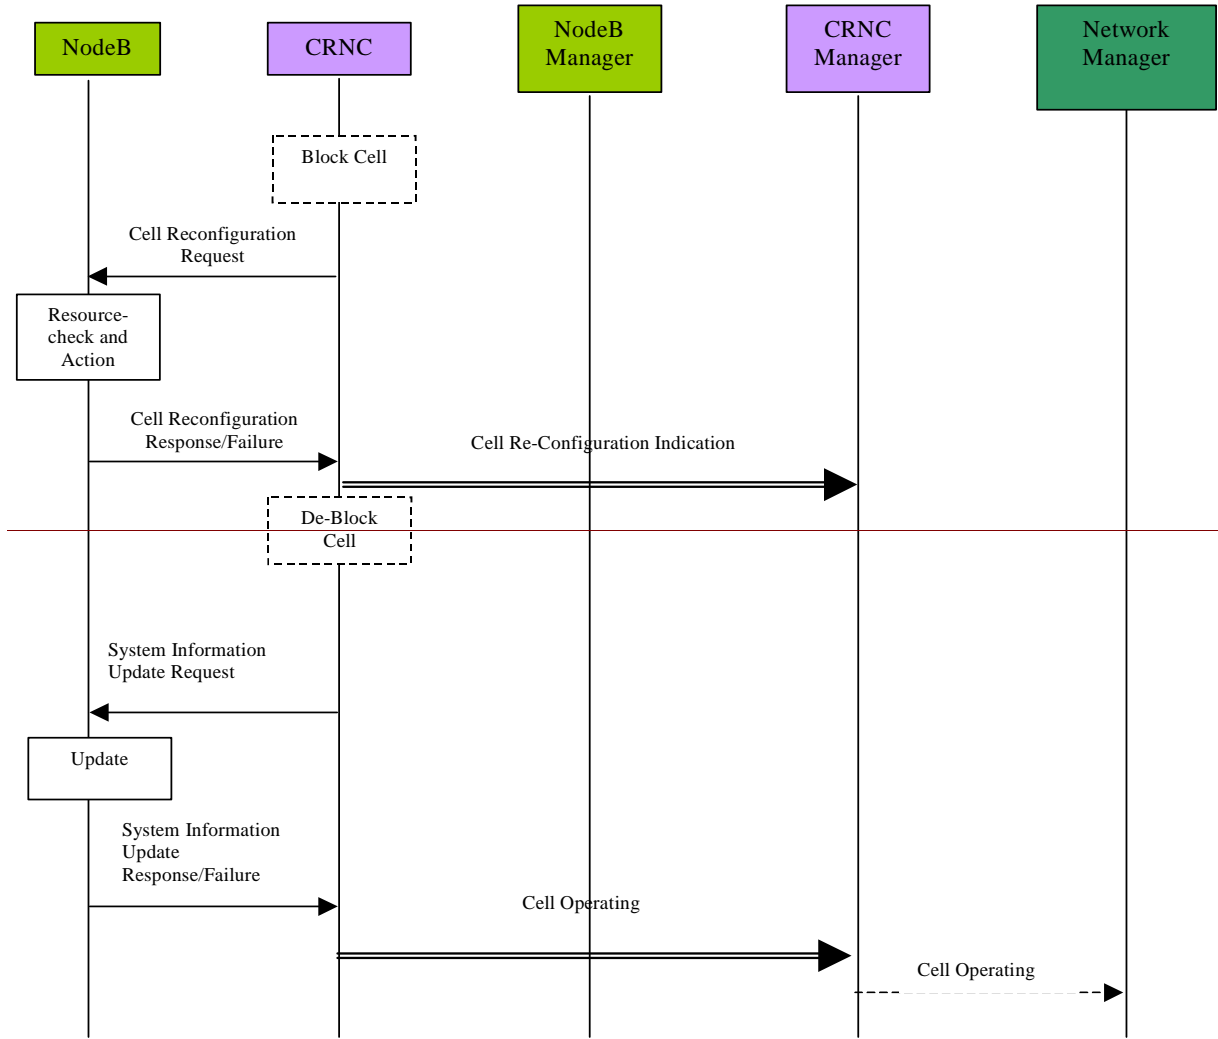 NodeB
CRNC
NodeB
Manager
CRNC
Manager
Network
Manager
Block Cell
Cell Reconfiguration
Request
Resource-
check and
Action
Cell Reconfiguration
Response/Failure
Cell Re-Configuration Indication
De-Block
Cell
System Information
Update Request
Update
System Information
Update
Response/Failure
Cell Operating
Cell Operating